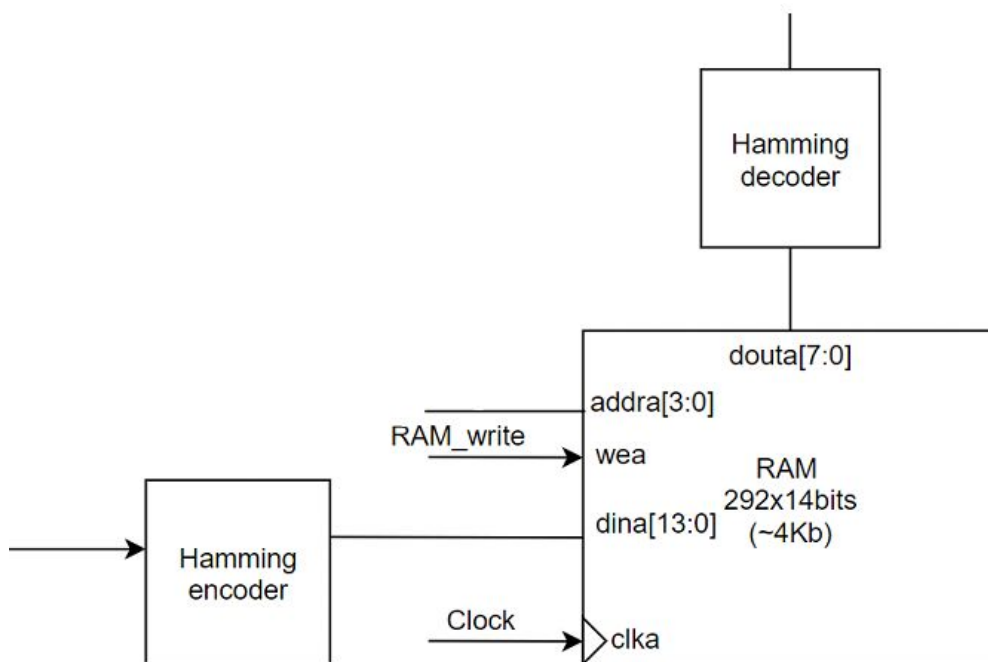 Hamming
decoder
douta[7:0]
addra[3:0]
RAM_write
wea
RAM
292x14bits
(~4Kb)
dina[13:0]
Hamming
encoder
Clock
clka